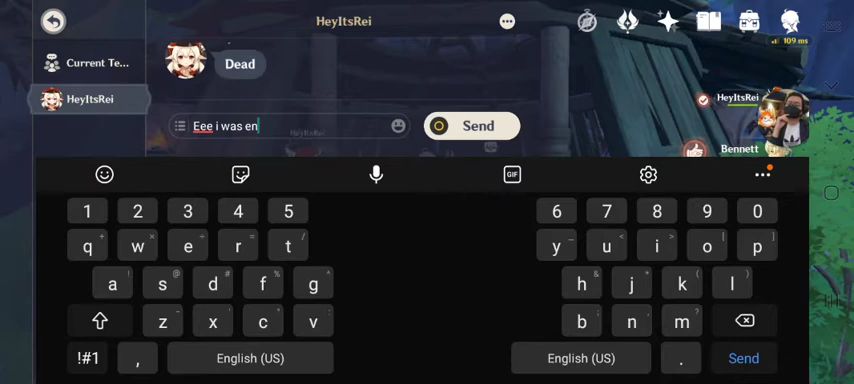 HeyItsRei
109 ms
Current Te...
Dead
HeyItsRei
HeyItsRei
Eee i was en
Send
Bennett
GIF
1 2 3 4 5 6 7 8 9 0
q + w × e ÷ r = t / y _ u < i > o [ p ]
a ! s @ d # f $ g ^ h & j * k ( l )
z - x ' c " v : b ; n , m ?
!#1 , English (US) English (US) . Send